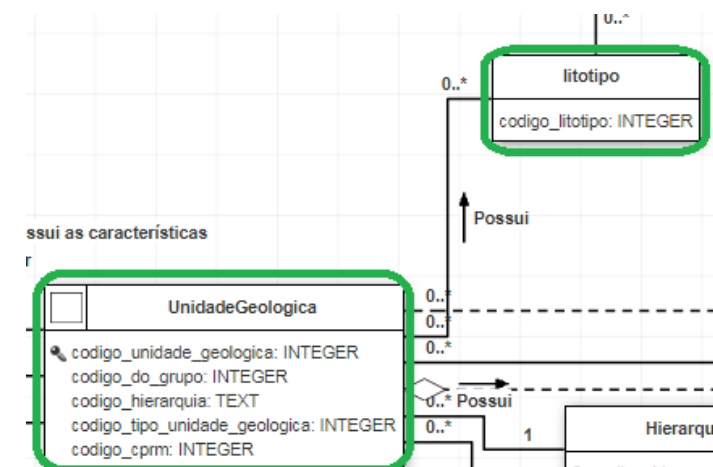 0..*
litotipo
0..*
codigo_litotipo: INTEGER
Possui
ssui as características
r
UnidadeGeologica
0..*
0..*
0..*
codigo_unidade_geologica: INTEGER
codigo_do_grupo: INTEGER
codigo_hierarquia: TEXT
0..* Possui
codigo_tipo_unidade_geologica: INTEGER
0..*
1
Hierarqu
codigo_cprm: INTEGER